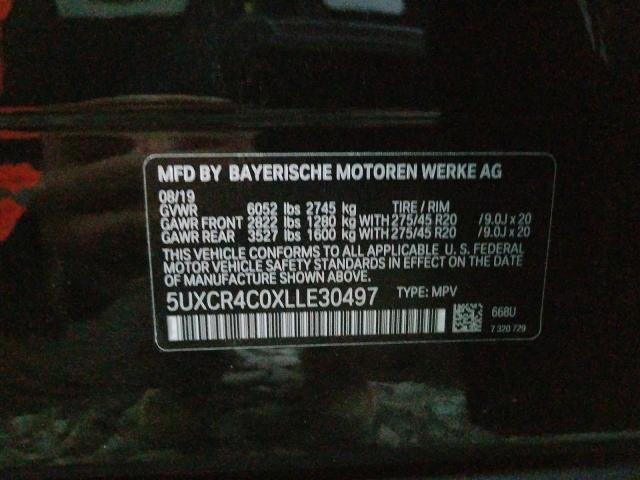 MFD BY BAYERISCHE MOTOREN WERKE AG
08/19
GVWR 6052 lbs 2745 kg TIRE / RIM
GAWR FRONT 2822 lbs 1280 kg WITH 275/45 R20 / 9.0J x 20
GAWR REAR 3527 lbs 1600 kg WITH 275/45 R20 / 9.0J x 20
THIS VEHICLE CONFORMS TO ALL APPLICABLE U. S. FEDERAL
MOTOR VEHICLE SAFETY STANDARDS IN EFFECT ON THE DATE
OF MANUFACTURE SHOWN ABOVE.
5UXCR4C0XLLE30497 TYPE: MPV
668U
7 320 729